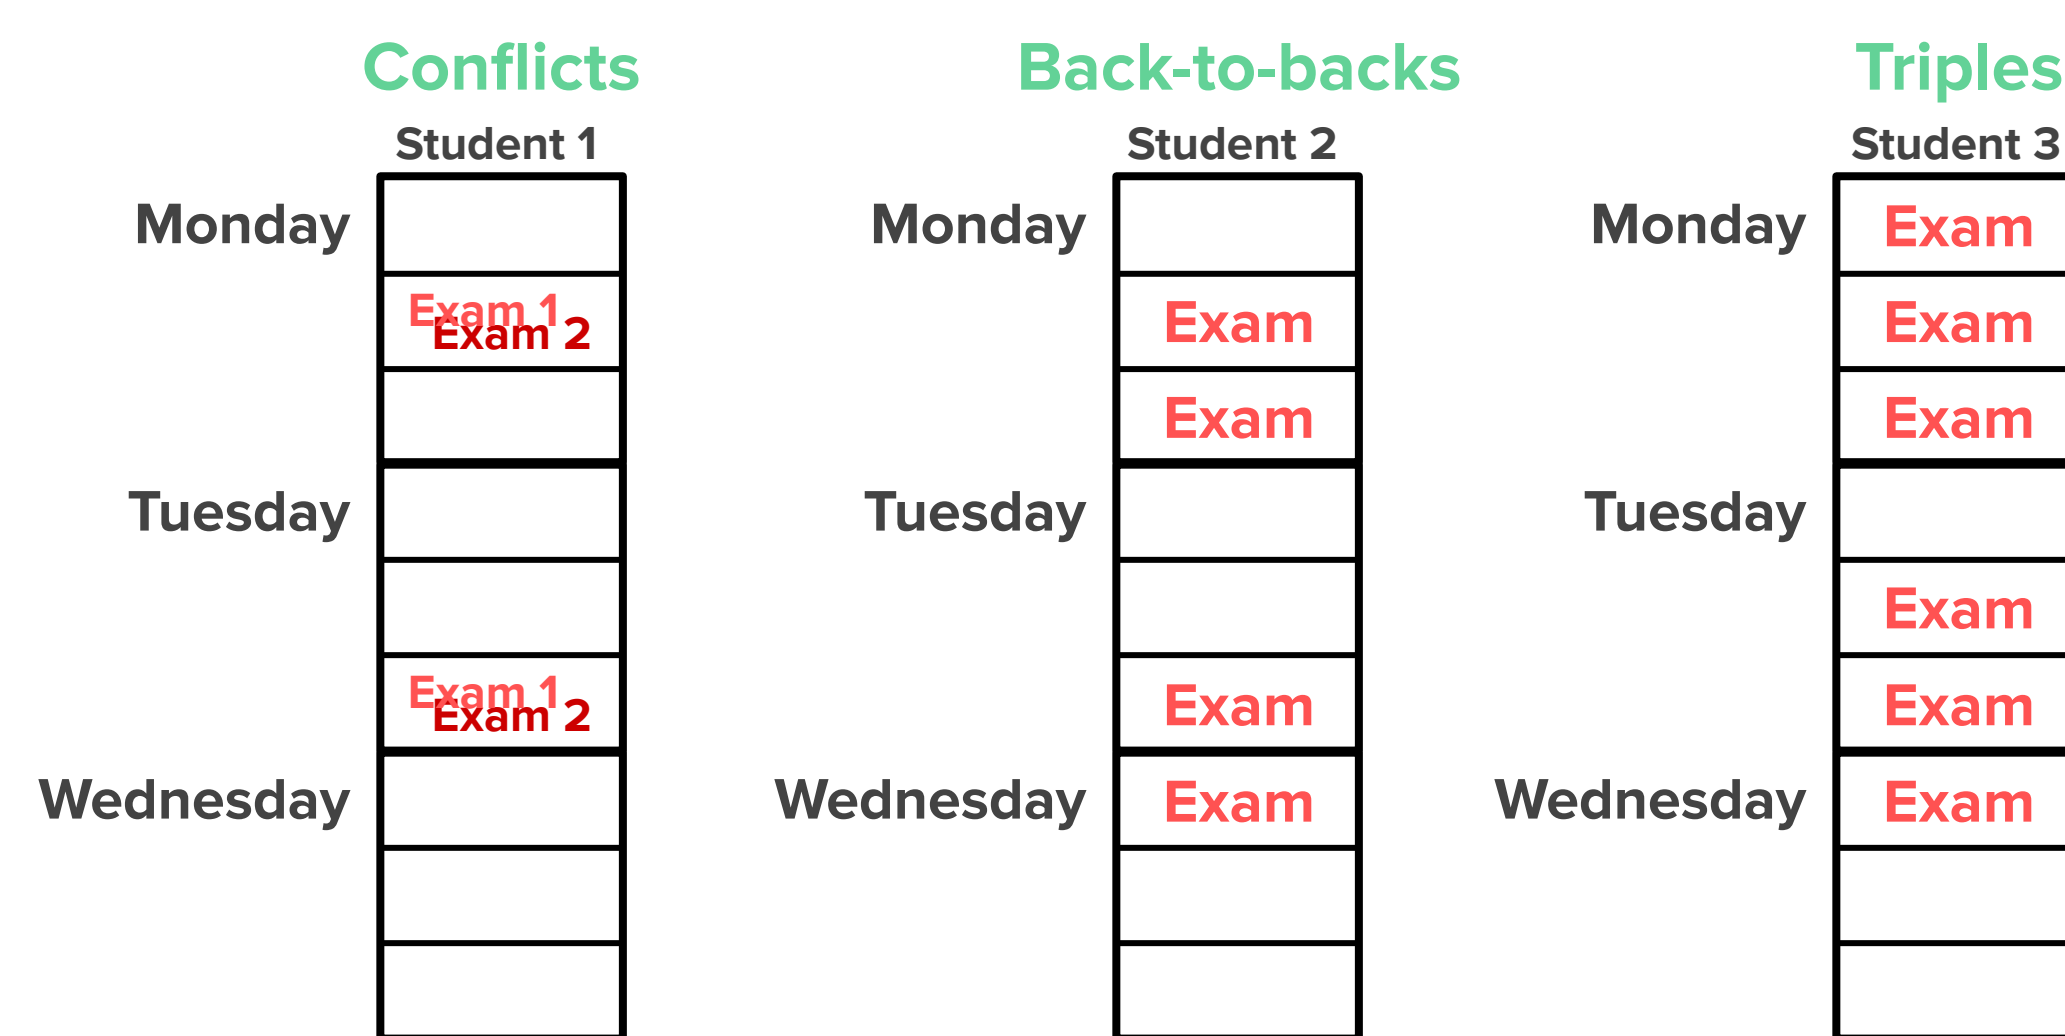 Conflicts
Student 1
Monday
Exam 1
Exam 2
Tuesday
Exam 1
Exam 2
Wednesday
Back-to-backs
Student 2
Monday
Exam
Exam
Tuesday
Exam
Wednesday
Exam
Triples
Student 3
Monday
Exam
Exam
Exam
Tuesday
Exam
Exam
Wednesday
Exam